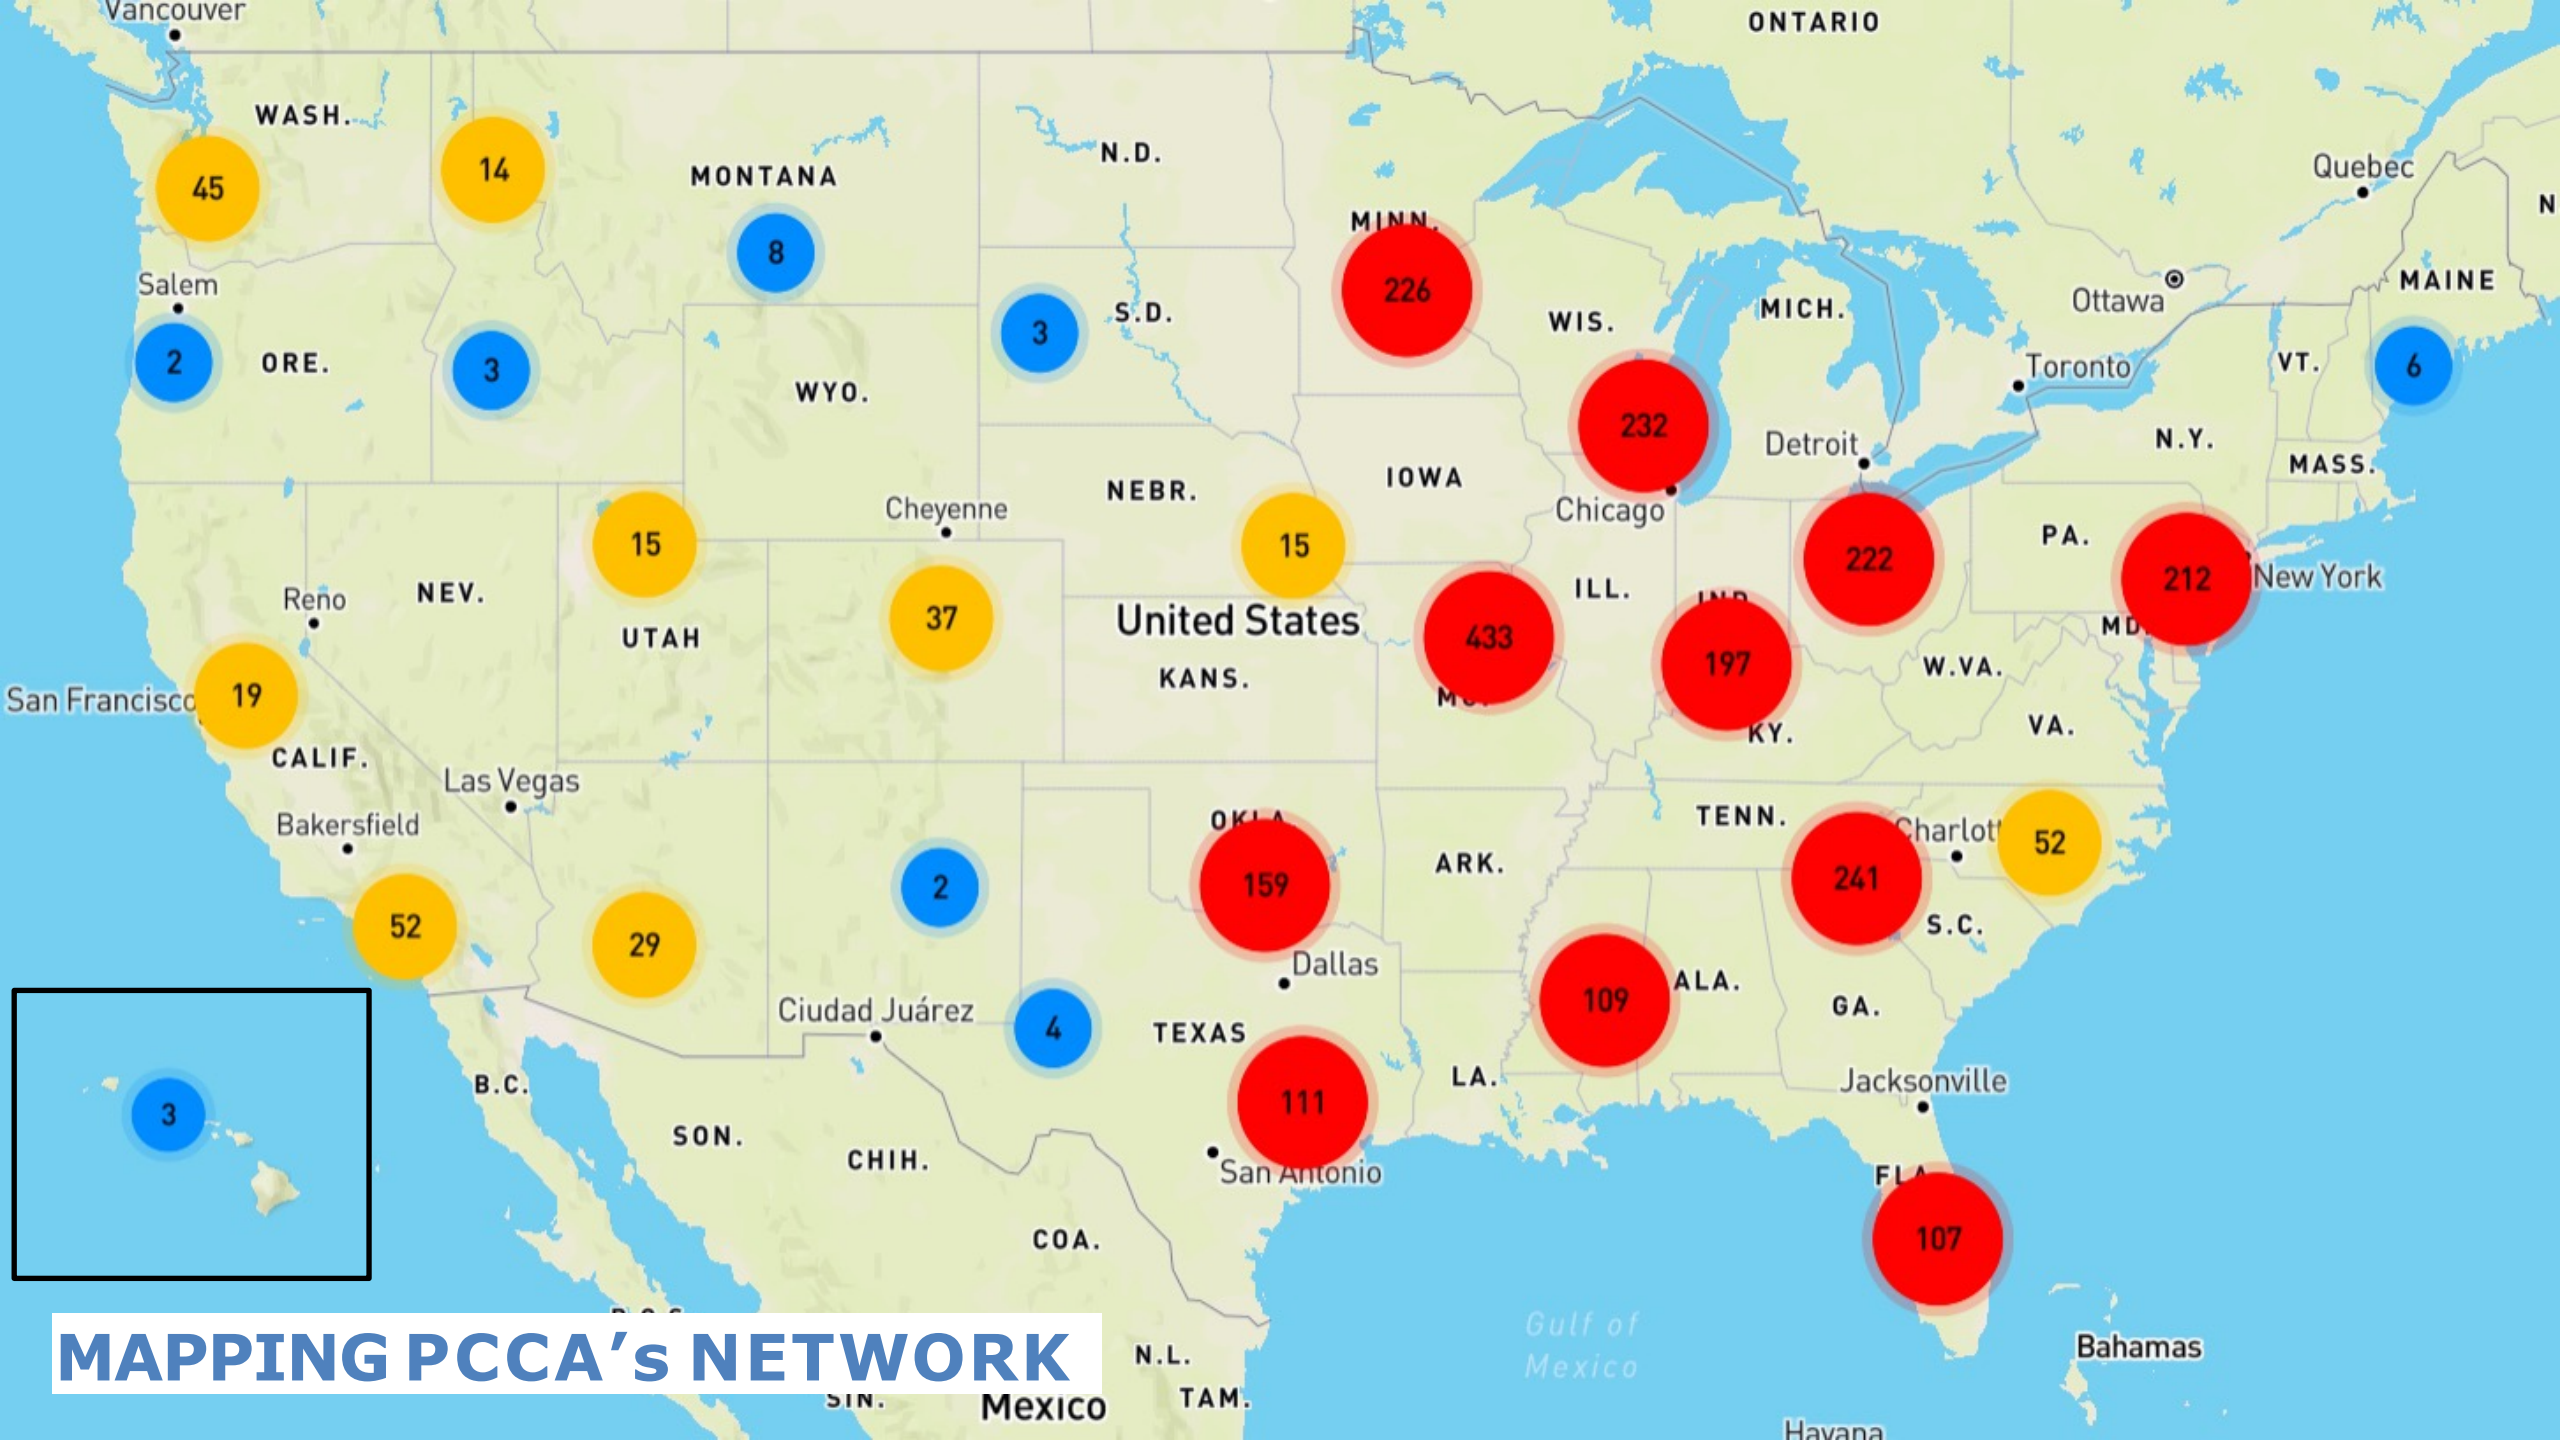 Vancouver
ONTARIO
WASH.
N.D.
14
Quebec
MONTANA
45
N
MINN.
8
MAINE
Salem
226
Ottawa
MICH.
S.D.
WIS.
3
2
ORE.
3
VT.
6
Toronto
WYO.
232
N.Y.
Detroit
MASS.
IOWA
NEBR.
Cheyenne
Chicago
PA.
15
15
222
New York
212
NEV.
Reno
ILL.
IND.
37
United States
MD.
UTAH
433
197
W.VA.
KANS.
San Francisco
19
MO.
VA.
KY.
CALIF.
Las Vegas
TENN.
OKLA.
Bakersfield
Charlott
52
ARK.
241
159
2
52
S.C.
29
Dallas
ALA.
109
GA.
Ciudad Juárez
4
TEXAS
LA.
Jacksonville
B.C.
111
3
SON.
CHIH.
San Antonio
FLA.
107
COA.
Gulf of
Mexico
Bahamas
MAPPING PCCA's NETWORK
N.L.
SIN.
Mexico
TAM.
Havana